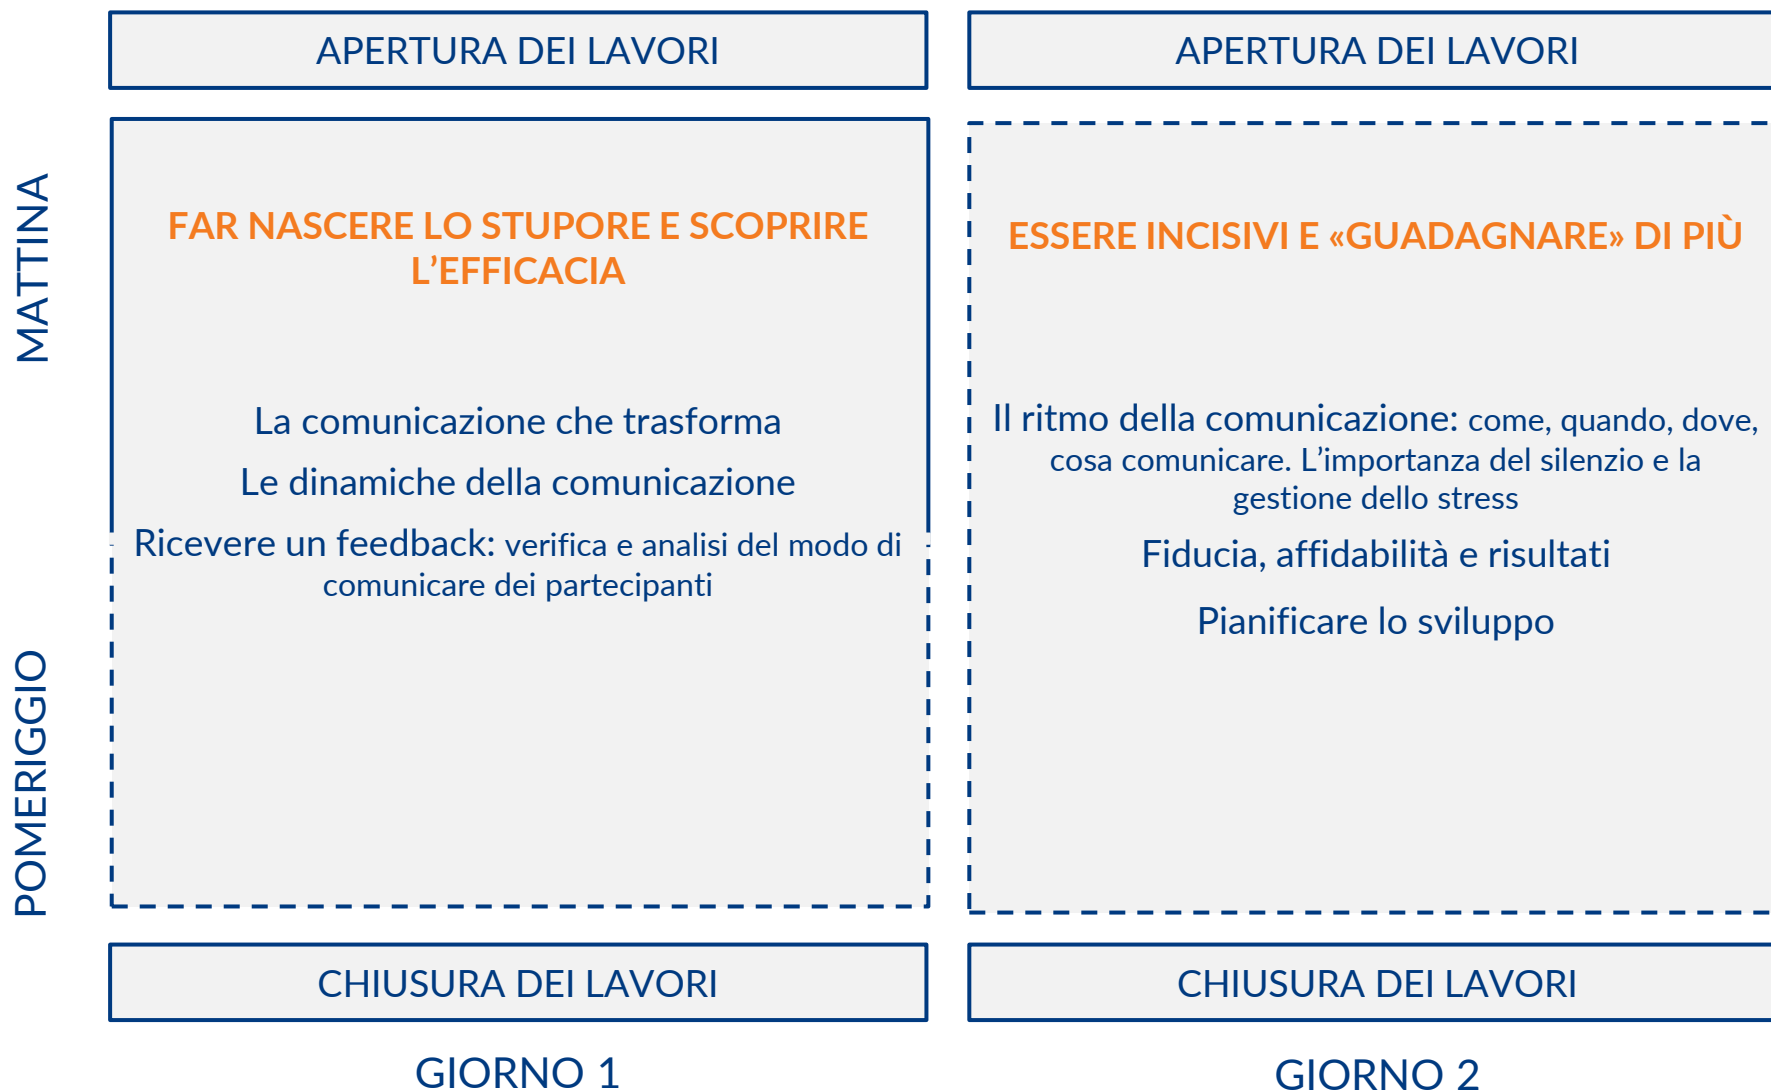 APERTURA DEI LAVORI
MATTINA
FAR NASCERE LO STUPORE E SCOPRIRE
L’EFFICACIA
La comunicazione che trasforma
Le dinamiche della comunicazione
Ricevere un feedback: verifica e analisi del modo di
comunicare dei partecipanti
POMERIGGIO
CHIUSURA DEI LAVORI
GIORNO 1
APERTURA DEI LAVORI
ESSERE INCISIVI E «GUADAGNARE» DI PIÙ
Il ritmo della comunicazione: come, quando, dove,
cosa comunicare. L’importanza del silenzio e la
gestione dello stress
Fiducia, affidabilità e risultati
Pianificare lo sviluppo
CHIUSURA DEI LAVORI
GIORNO 2